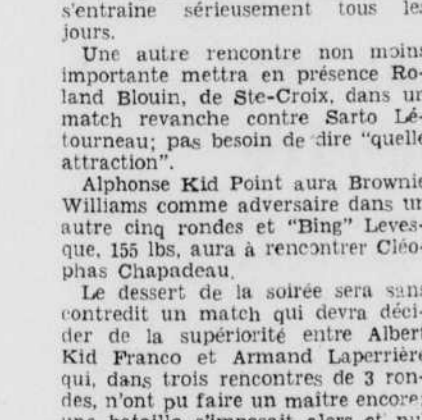 s'entraine sérieusement tous les
jours.
Une autre rencontre non moins
importante mettra en présence Ro-
land Blouin, de Ste-Croix, dans un
match revanche contre Sarto Lé-
tourneau; pas besoin de dire "quelle
attraction".
Alphonse Kid Point aura Brownie
Williams comme adversaire dans un
autre cinq rondes et "Bing" Leves-
que, 155 lbs, aura à rencontrer Cléo-
phas Chapadeau.
Le dessert de la soirée sera sans
contredit un match qui devra déci-
der de la supériorité entre Albert
Kid Franco et Armand Laperrière
qui, dans trois rencontres de 3 ron-
des, n'ont pu faire un maitre encore;
une bataille s'imposait alors et